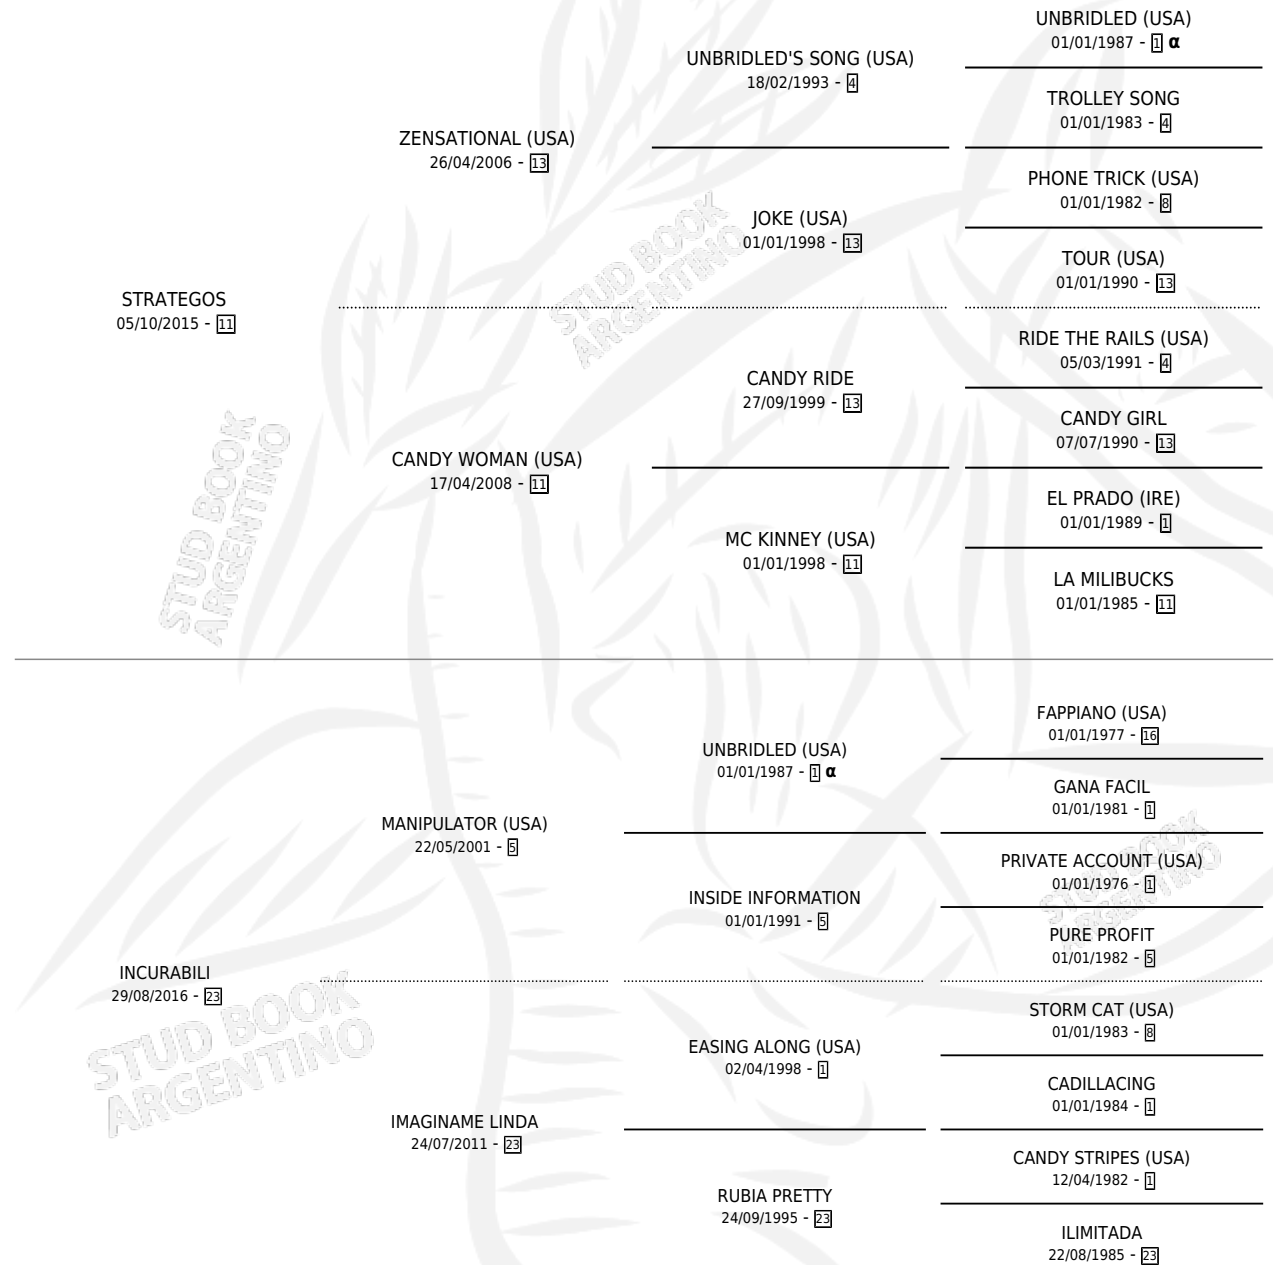 UNBRIDLED (USA)
01/01/1987 - 1 α
UNBRIDLED'S SONG (USA)
18/02/1993 - 4
TROLLEY SONG
01/01/1983 - 4
ZENSATIONAL (USA)
26/04/2006 - 13
PHONE TRICK (USA)
01/01/1982 - 8
JOKE (USA)
01/01/1998 - 13
TOUR (USA)
01/01/1990 - 13
STUD BOOK
ARGENTINO
STRATEGOS
05/10/2015 - 11
RIDE THE RAILS (USA)
05/03/1991 - 4
CANDY RIDE
27/09/1999 - 13
CANDY GIRL
07/07/1990 - 13
CANDY WOMAN (USA)
17/04/2008 - 11
EL PRADO (IRE)
01/01/1989 - 1
MC KINNEY (USA)
01/01/1998 - 11
LA MILIBUCKS
01/01/1985 - 11
STUD BOOK
ARGENTINO
FAPPIANO (USA)
01/01/1977 - 16
UNBRIDLED (USA)
01/01/1987 - 1 α
GANA FACIL
01/01/1981 - 1
MANIPULATOR (USA)
22/05/2001 - 5
PRIVATE ACCOUNT (USA)
01/01/1976 - 1
INSIDE INFORMATION
01/01/1991 - 5
PURE PROFIT
01/01/1982 - 5
STUD BOOK
ARGENTINO
INCURABILI
29/08/2016 - 23
STORM CAT (USA)
01/01/1983 - 8
EASING ALONG (USA)
02/04/1998 - 1
CADILLACING
01/01/1984 - 1
STUD BOOK
ARGENTINO
IMAGINAME LINDA
24/07/2011 - 23
CANDY STRIPES (USA)
12/04/1982 - 1
RUBIA PRETTY
24/09/1995 - 23
ILIMITADA
22/08/1985 - 23